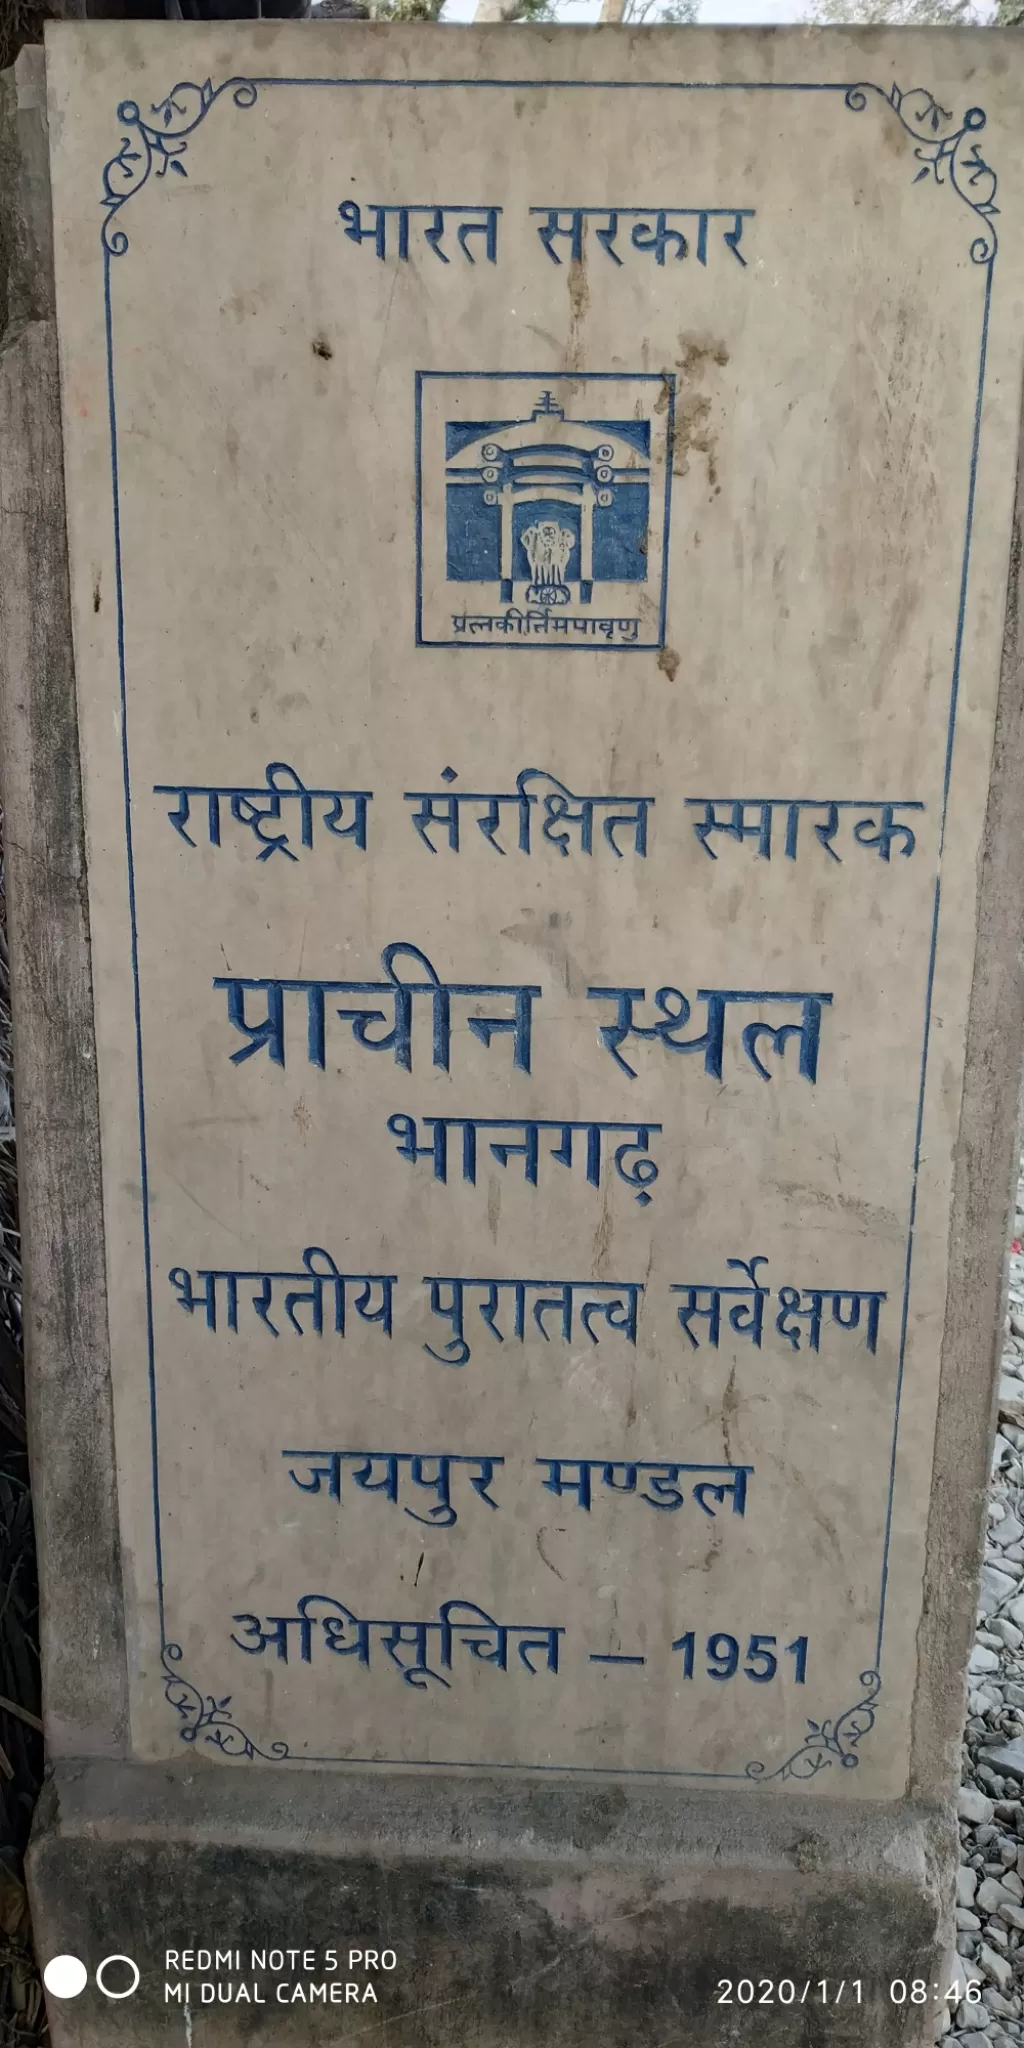 भारत सरकार
प्रत्नकीर्तिमपावृणु
राष्ट्रीय संरक्षित स्मारक
प्राचीन स्थल
भानगढ़
भारतीय पुरातत्व सर्वेक्षण
जयपुर मण्डल
अधिसूचित — 1951
REDMI NOTE 5 PRO
MI DUAL CAMERA
2020/1/1 08:46